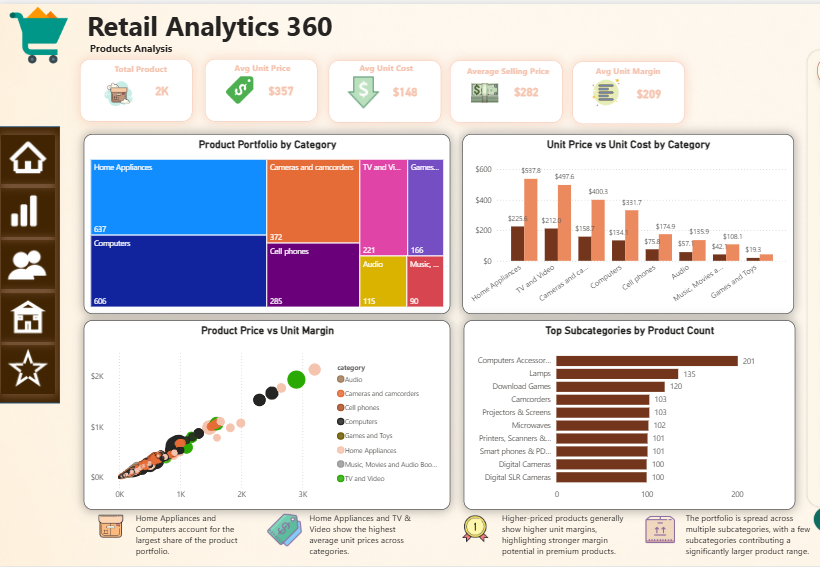 Retail Analytics 360
Products Analysis
Total Product
2K
Avg Unit Price
$357
Avg Unit Cost
$148
Average Selling Price
$282
Avg Unit Margin
$209
Product Portfolio by Category
Home Appliances
637
Computers
606
Cameras and camcorders
372
Cell phones
285
TV and Vi...
221
Games...
166
Audio
115
Music, ...
90
Unit Price vs Unit Cost by Category
$600
$400
$200
$0
$537.8
$497.6
$400.3
$331.7
$174.9
$135.9
$108.1
$225.6
$212.0
$158.7
$134.
$75.8
$57.
$42.
$19.3
Home Appliances
TV and Video
Cameras and ca...
Computers
Cell phones
Audio
Music, Movies a...
Games and Toys
Product Price vs Unit Margin
$2K
$1K
$0K
0K 1K 2K 3K
category
Audio
Cameras and camcorders
Cell phones
Computers
Games and Toys
Home Appliances
Music, Movies and Audio Boo...
TV and Video
Top Subcategories by Product Count
Computers Accessor... 201
Lamps 135
Download Games 120
Camcorders 103
Projectors & Screens 103
Microwaves 102
Printers, Scanners &... 101
Smart phones & PD... 101
Digital Cameras 100
Digital SLR Cameras 100
0 100 200
Home Appliances and
Computers account for the
largest share of the product
portfolio.
Home Appliances and TV &
Video show the highest
average unit prices across
categories.
1
Higher-priced products generally
show higher unit margins,
highlighting stronger margin
potential in premium products.
The portfolio is spread across
multiple subcategories, with a few
subcategories contributing a
significantly larger product range.